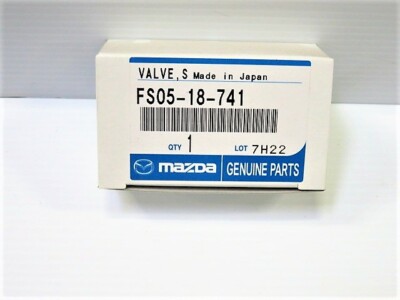 VALVE,S Made in Japan
FS05-18-741
QTY 1 LOT 7H22
mazda GENUINE PARTS